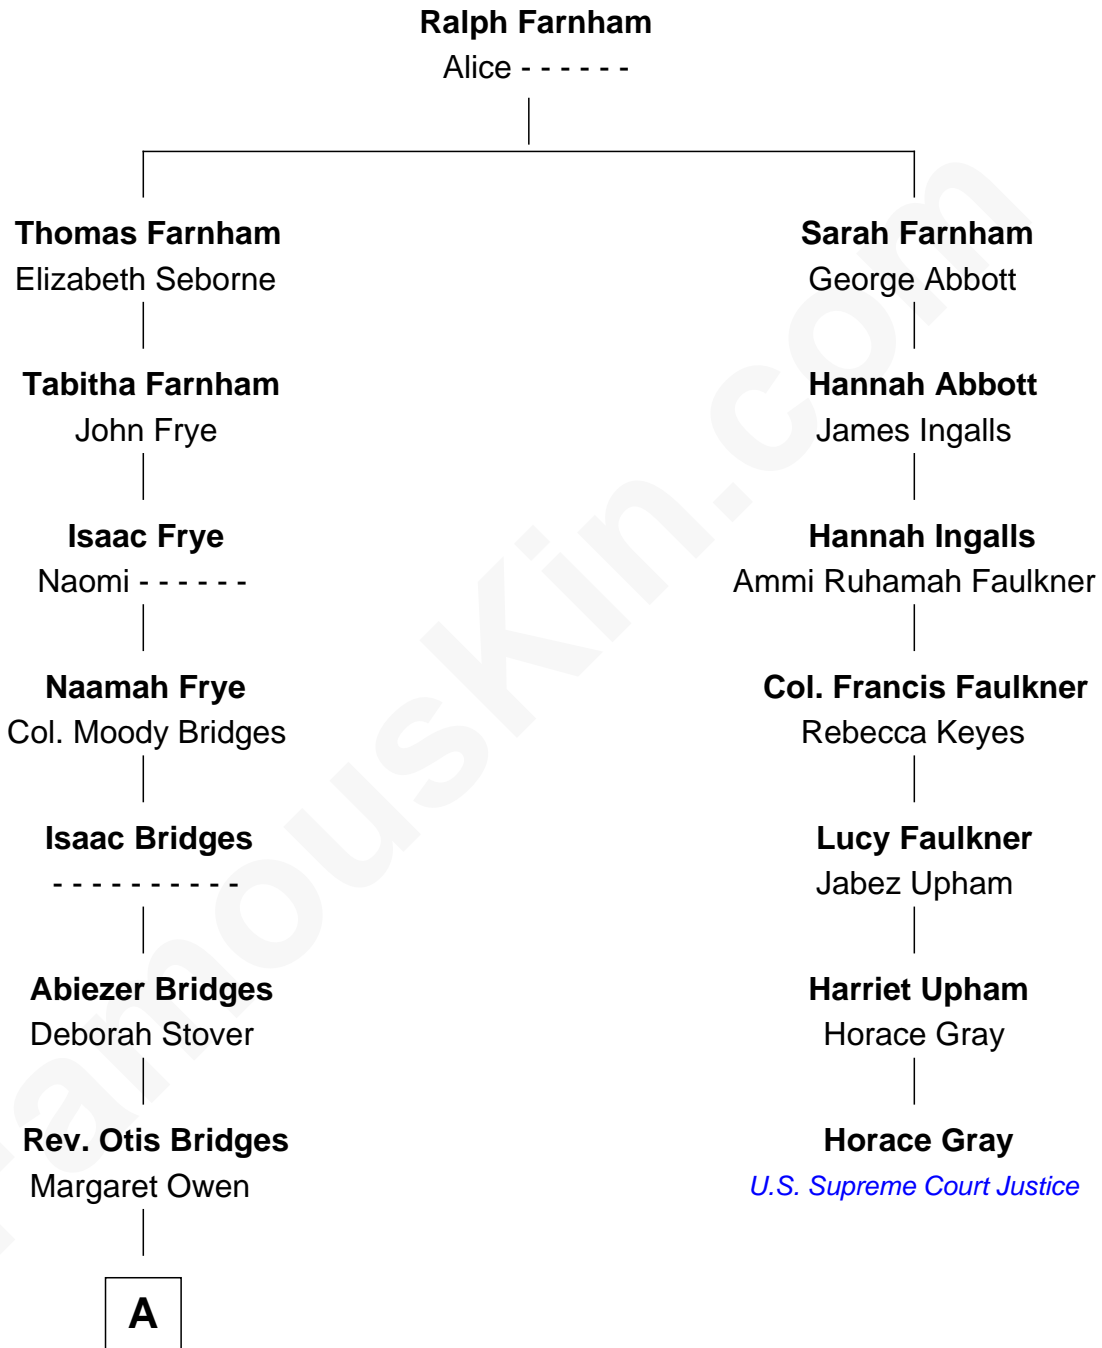 Ralph Farnham
Alice - - - - - -
Thomas Farnham
Elizabeth Seborne
Sarah Farnham
George Abbott
Tabitha Farnham
John Frye
Hannah Abbott
James Ingalls
Isaac Frye
Naomi - - - - - -
Hannah Ingalls
Ammi Ruhamah Faulkner
Naamah Frye
Col. Moody Bridges
Col. Francis Faulkner
Rebecca Keyes
Isaac Bridges
- - - - - - - - - -
Lucy Faulkner
Jabez Upham
Abiezer Bridges
Deborah Stover
Harriet Upham
Horace Gray
Rev. Otis Bridges
Margaret Owen
Horace Gray
U.S. Supreme Court Justice
A
FamousKin.com